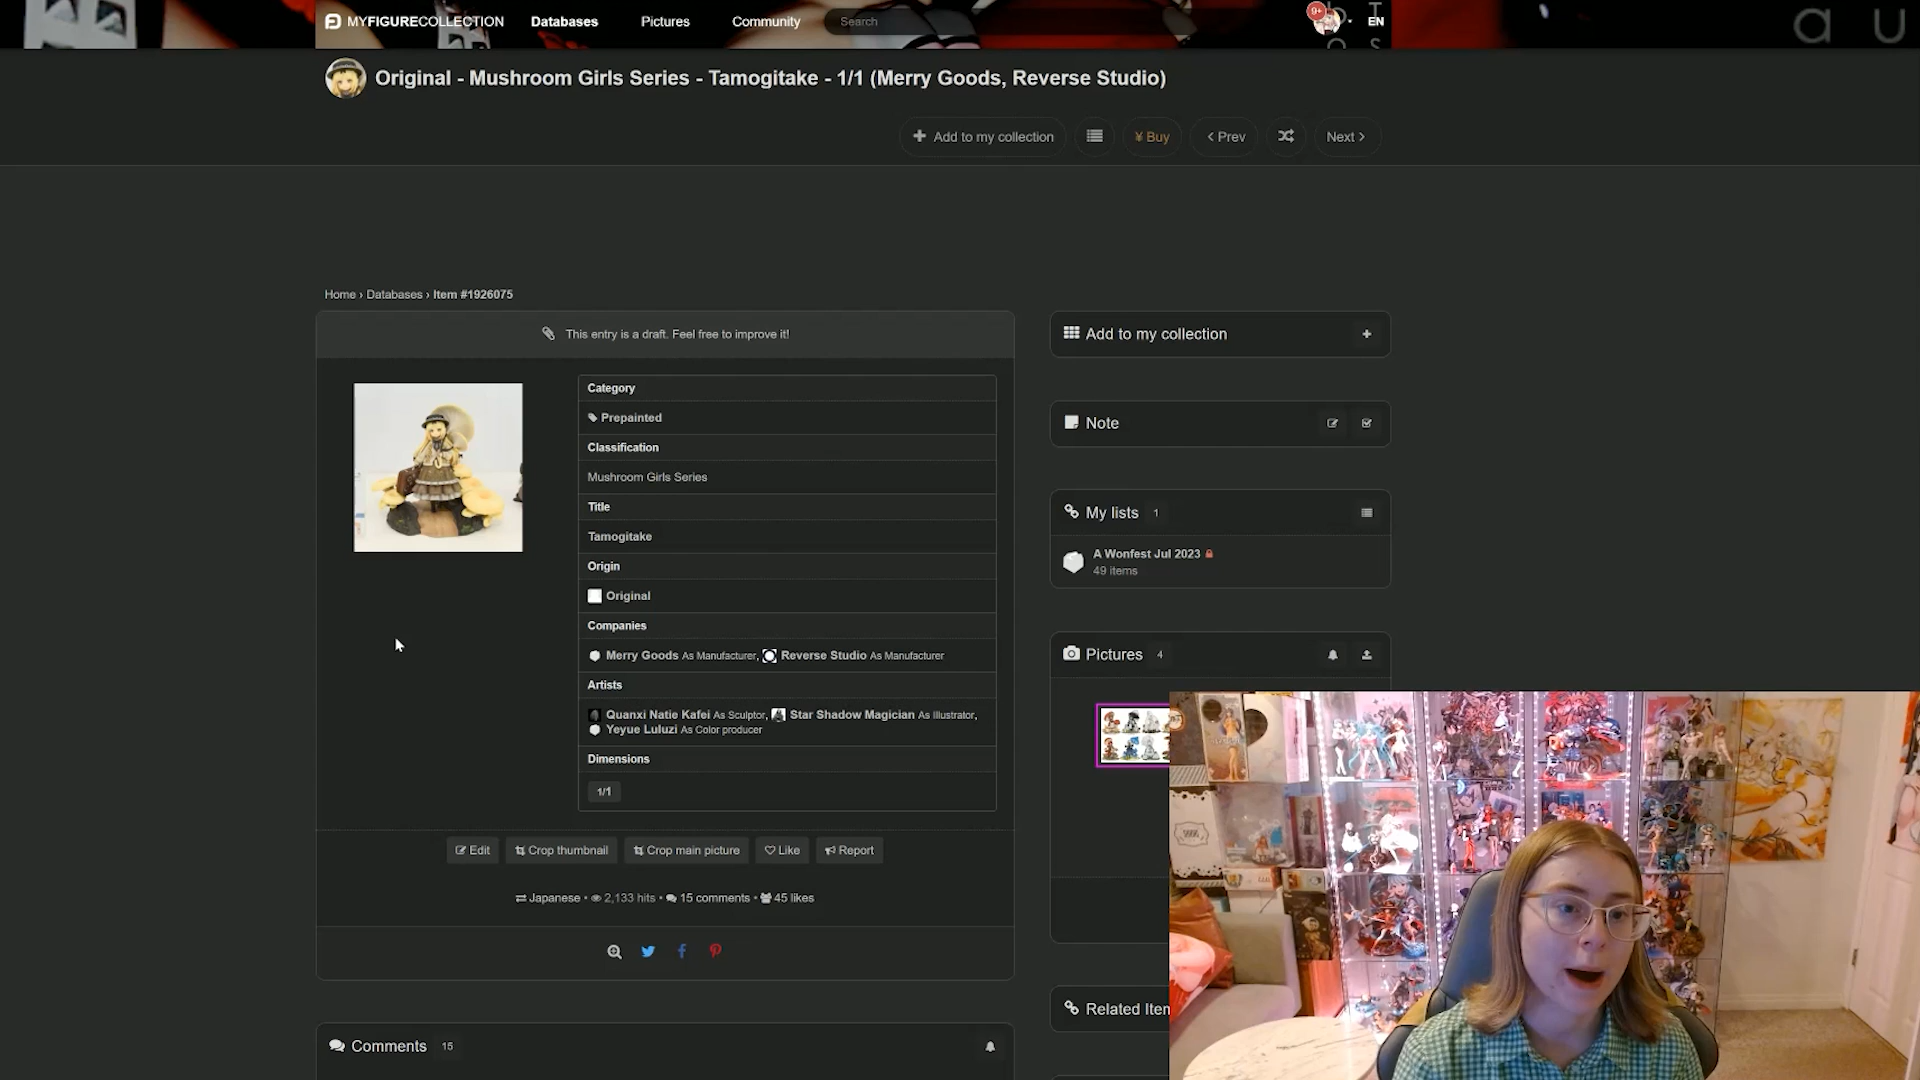 MYFIGURECOLLECTION Databases Pictures Community Search 9+ EN
Original - Mushroom Girls Series - Tamogitake - 1/1 (Merry Goods, Reverse Studio)
Add to my collection ¥ Buy Prev Next
Home › Databases › Item #1926075
This entry is a draft. Feel free to improve it!
Category
Prepainted
Classification
Mushroom Girls Series
Title
Tamogitake
Origin
Original
Companies
Merry Goods As Manufacturer, Reverse Studio As Manufacturer
Artists
Quanxi Natie Kafei As Sculptor, Star Shadow Magician As Illustrator,
Yeyue Luluzi As Color producer
Dimensions
1/1
Edit Crop thumbnail Crop main picture Like Report
Japanese • 2,133 hits • 15 comments • 45 likes
Comments 15
Add to my collection
Note
My lists 1
A Wonfest Jul 2023
49 items
Pictures 4
Related Item